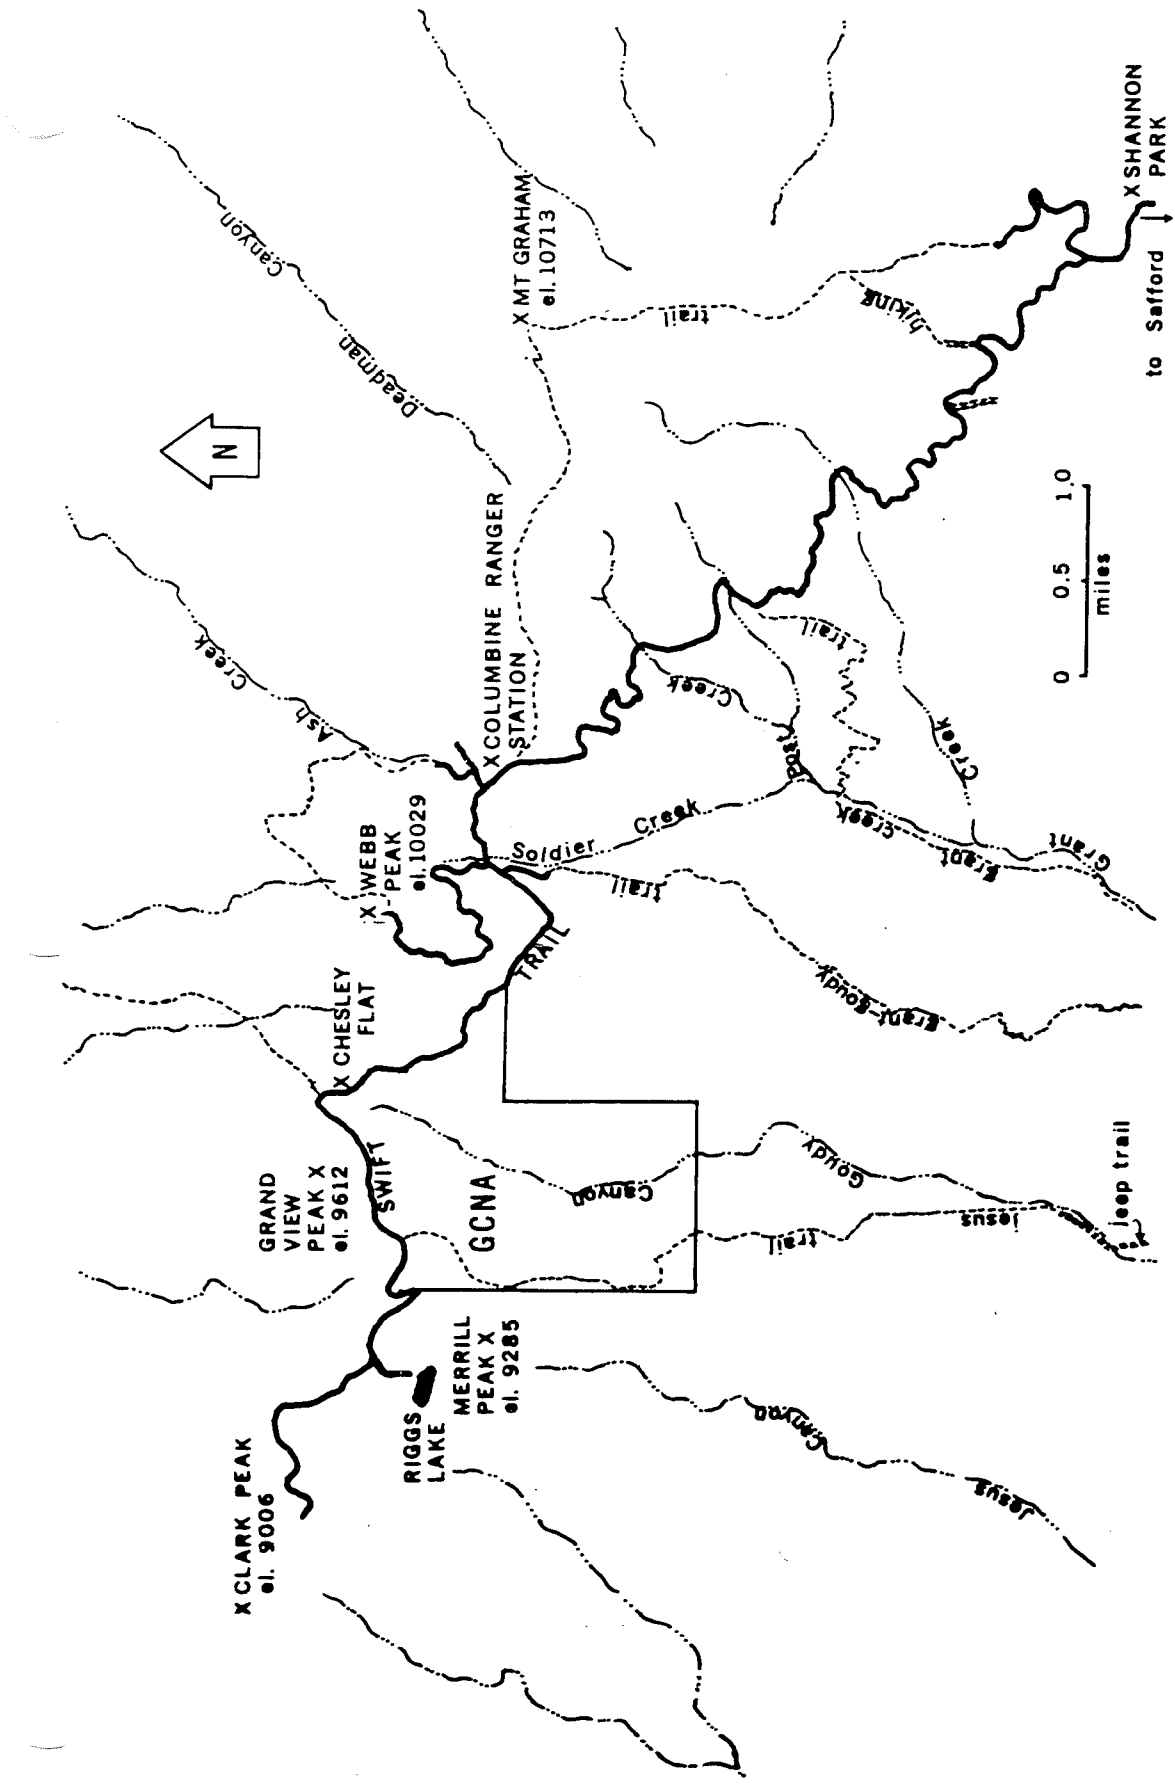 N
Deadman Canyon
Ash Creek
X CLARK PEAK
el. 9006
GRAND
VIEW
PEAK X
el. 9612
X CHESLEY
FLAT
X WEBB
PEAK
el. 10029
SWIFT
TRAIL
X COLUMBINE RANGER
STATION
X MT GRAHAM
el. 10713
RIGGS
LAKE
MERRILL
PEAK X
el. 9285
GCNA
Soldier Creek
trail
Canyon
Creek
trail
Post
trail
hiking
Canyon
trail
Goudy
Grant-Goudy
Grant creek
Creek
Jesus
jesus
Grant
jeep trail
0 0.5 1.0
miles
X SHANNON
PARK
to Safford